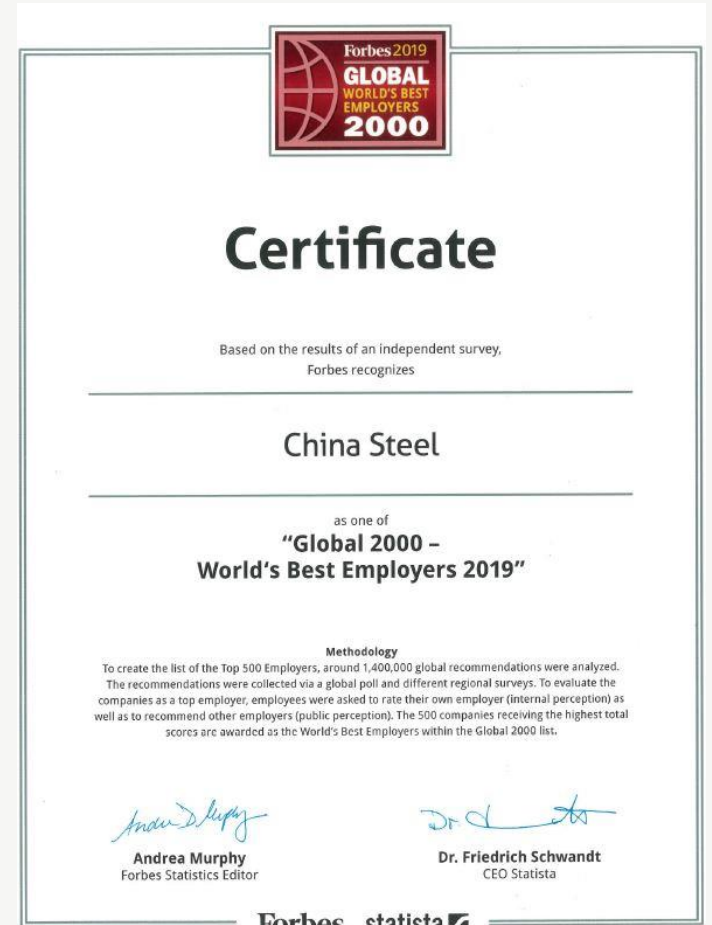 Forbes 2019
GLOBAL
WORLD'S BEST
EMPLOYERS
2000
Certificate
Based on the results of an independent survey,
Forbes recognizes
China Steel
as one of
“Global 2000 –
World's Best Employers 2019”
Methodology
To create the list of the Top 500 Employers, around 1,400,000 global recommendations were analyzed.
The recommendations were collected via a global poll and different regional surveys. To evaluate the
companies as a top employer, employees were asked to rate their own employer (internal perception) as
well as to recommend other employers (public perception). The 500 companies receiving the highest total
scores are awarded as the World's Best Employers within the Global 2000 list.
Andrea Murphy
Forbes Statistics Editor
Dr. Friedrich Schwandt
CEO Statista
Forbes statista